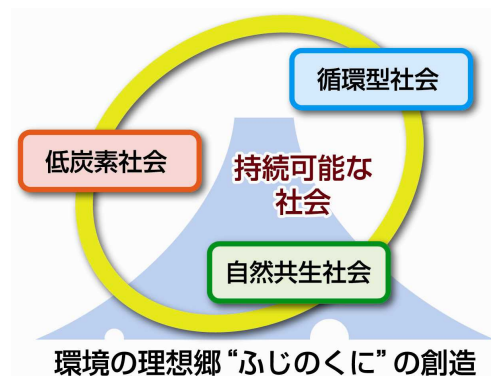 循環型社会
低炭素社会
持続可能な
社会
自然共生社会
環境の理想郷“ふじのくに”の創造